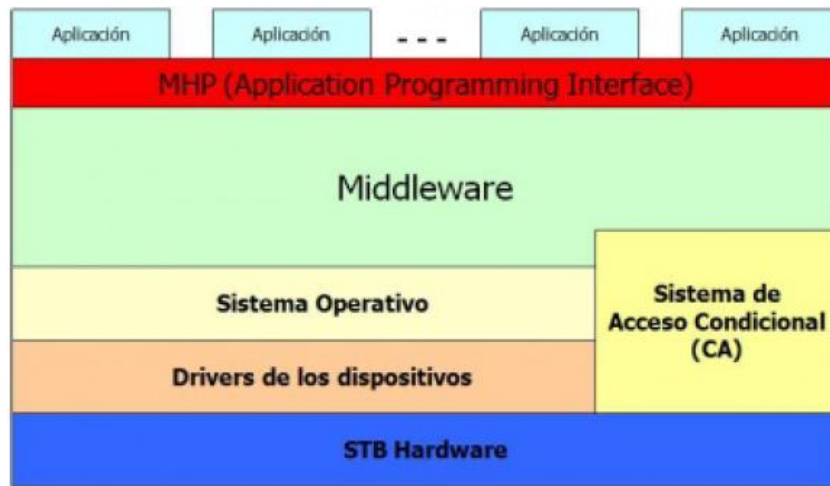 Aplicación
Aplicación
- - -
Aplicación
Aplicación
MHP (Application Programming Interface)
Middleware
Sistema Operativo
Sistema de
Acceso Condicional
(CA)
Drivers de los dispositivos
STB Hardware